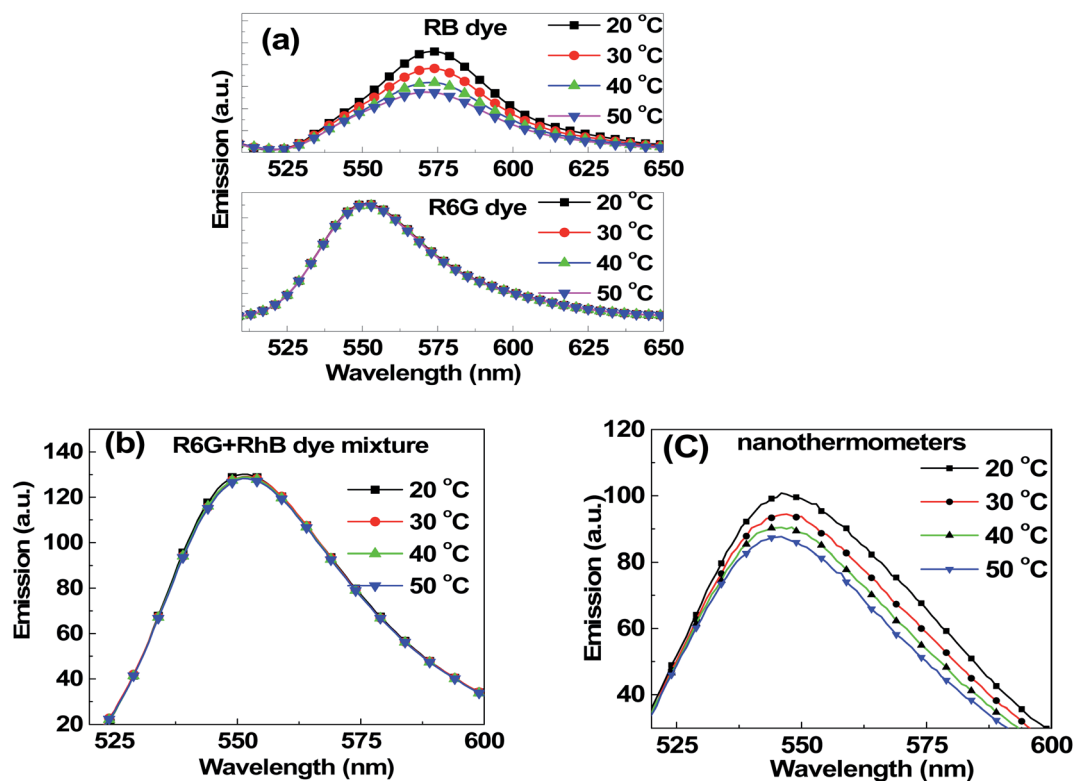 (a)
RB dye
20 °C
30 °C
40 °C
50 °C
525 550 575 600 625 650
R6G dye
20 °C
30 °C
40 °C
50 °C
525 550 575 600 625 650
Emission (a.u.)
Wavelength (nm)
(b)
R6G+RhB dye mixture
20 °C
30 °C
40 °C
50 °C
140
120
100
80
60
40
20
Emission (a.u.)
525 550 575 600
Wavelength (nm)
(C)
nanothermometers
20 °C
30 °C
40 °C
50 °C
120
100
80
60
40
Emission (a.u.)
525 550 575 600
Wavelength (nm)